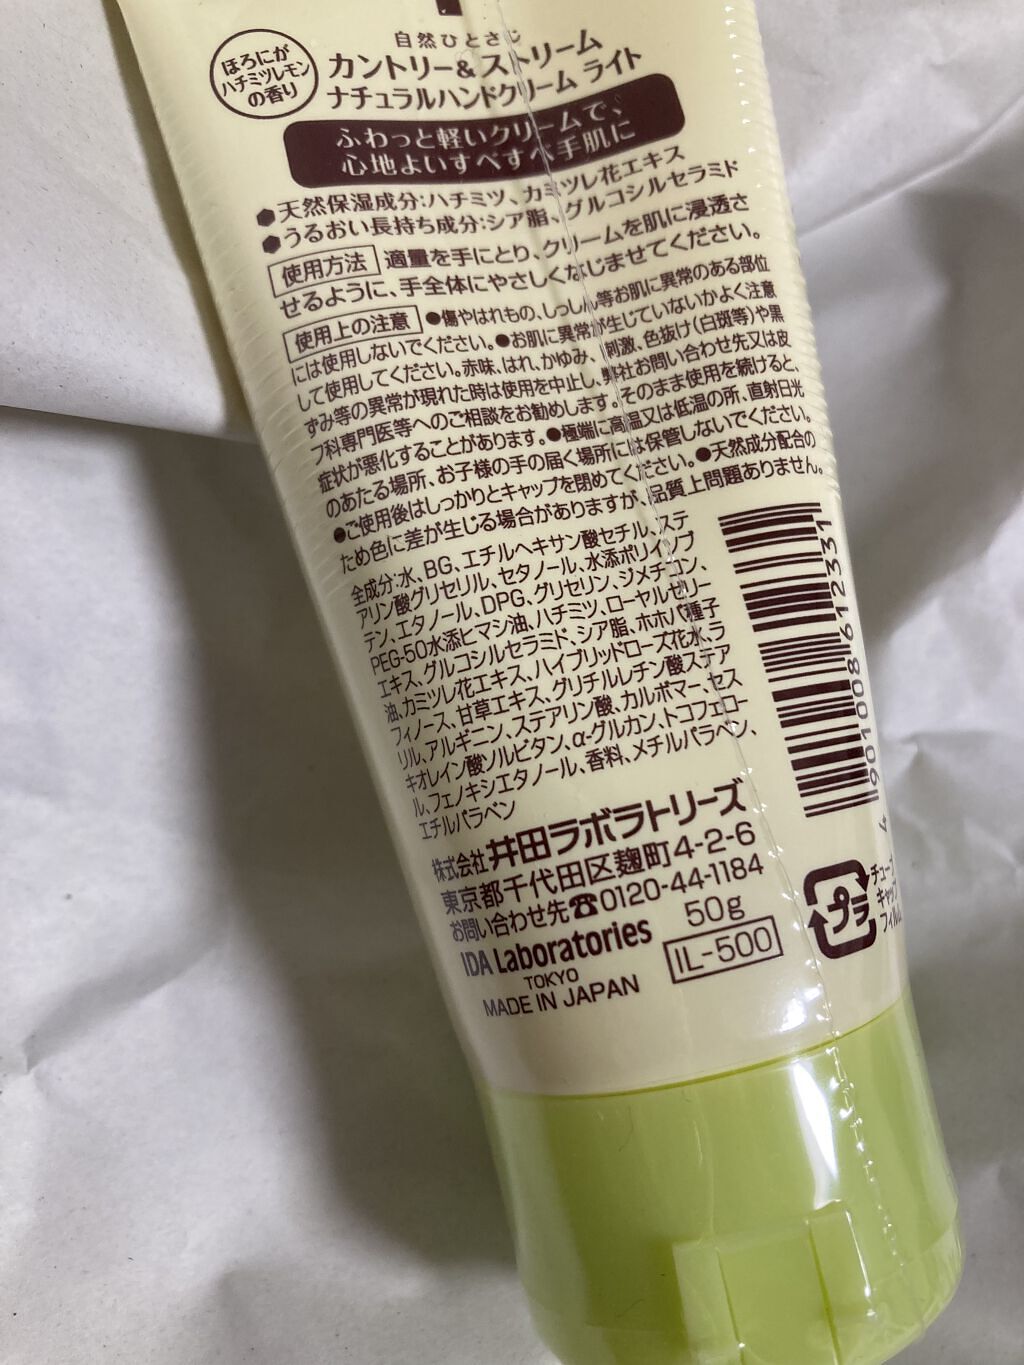 ほろにが
ハチミツレモン
の香り
自然ひとさじ
カントリー&ストリーム
ナチュラルハンドクリーム ライト
ふわっと軽いクリームで、
心地よいすべすべ手肌に
●天然保湿成分:ハチミツ、カミツレ花エキス
●うるおい長持ち成分:シア脂、グルコシルセラミド
使用方法 適量を手にとり、クリームを肌に浸透さ
せるように、手全体にやさしくなじませてください。
使用上の注意 ●傷やはれもの、しっしん等お肌に異常のある部位
には使用しないでください。●お肌に異常が生じていないかよく注意
して使用してください。赤味、はれ、かゆみ、刺激、色抜け(白斑等)や黒
ずみ等の異常が現れた時は使用を中止し、弊社お問い合わせ先又は皮
フ科専門医等へのご相談をお勧めします。そのまま使用を続けると、
症状が悪化することがあります。●極端に高温又は低温の所、直射日光
のあたる場所、お子様の手の届く場所には保管しないでください。
●ご使用後はしっかりとキャップを閉めてください。●天然成分配合の
ため色に差が生じる場合がありますが、品質上問題ありません。
全成分:水、BG、エチルヘキサン酸セチル、ステ
アリン酸グリセリル、セタノール、水添ポリイソブ
テン、エタノール、DPG、グリセリン、ジメチコン、
PEG-50水添ヒマシ油、ハチミツ、ローヤルゼリー
エキス、グルコシルセラミド、シア脂、ホホバ種子
油、カミツレ花エキス、ハイブリッドローズ花水、ラ
フィノース、甘草エキス、グリチルレチン酸ステア
リル、アルギニン、ステアリン酸、カルボマー、セス
キオレイン酸ソルビタン、α-グルカン、トコフェロー
ル、フェノキシエタノール、香料、メチルパラベン、
エチルパラベン
株式会社 井田ラボラトリーズ
東京都千代田区麹町4-2-6
お問い合わせ先☎0120-44-1184
IDA Laboratories 50g
TOKYO IL-500
MADE IN JAPAN
4 901008 612331
プラ
チューブ
キャップ
フィルム